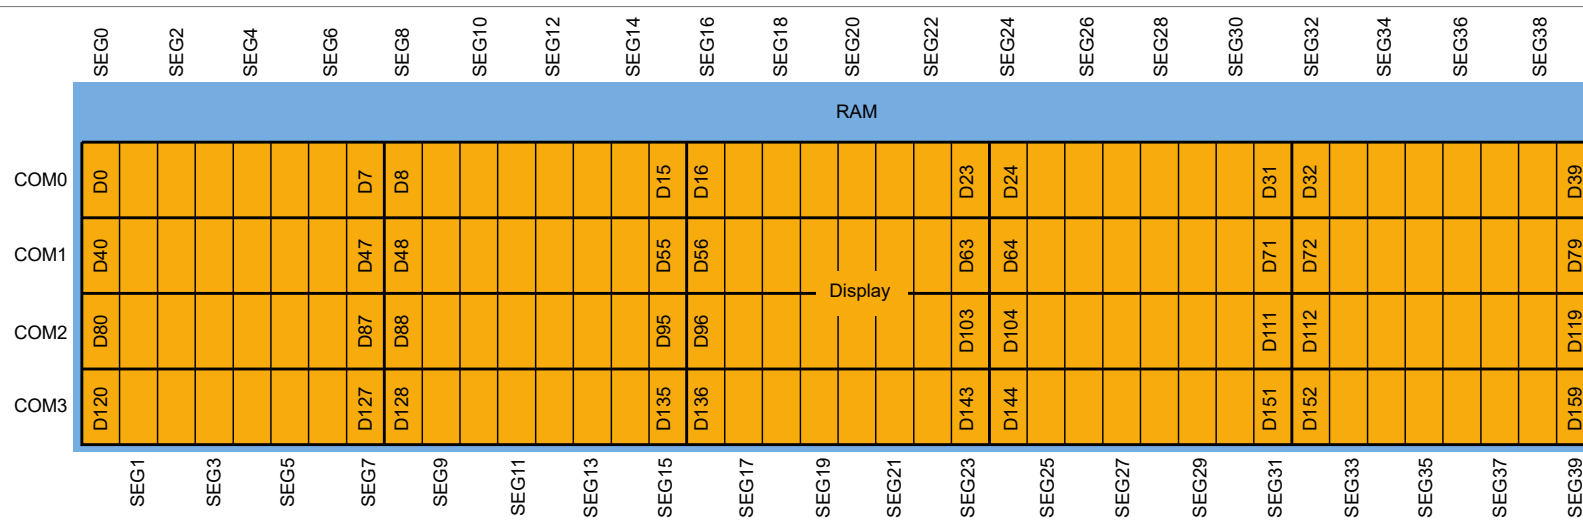 SEG0 SEG2 SEG4 SEG6 SEG8 SEG10 SEG12 SEG14 SEG16 SEG18 SEG20 SEG22 SEG24 SEG26 SEG28 SEG30 SEG32 SEG34 SEG36 SEG38
RAM
COM0 D0 D7 D8 D15 D16 D23 D24 D31 D32 D39
COM1 D40 D47 D48 D55 D56 D63 D64 D71 D72 D79
Display
COM2 D80 D87 D88 D95 D96 D103 D104 D111 D112 D119
COM3 D120 D127 D128 D135 D136 D143 D144 D151 D152 D159
SEG1 SEG3 SEG5 SEG7 SEG9 SEG11 SEG13 SEG15 SEG17 SEG19 SEG21 SEG23 SEG25 SEG27 SEG29 SEG31 SEG33 SEG35 SEG37 SEG39